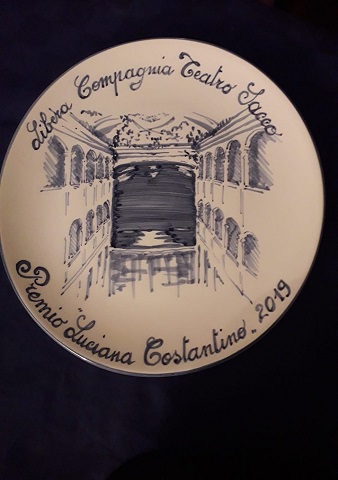 Libera Compagnia Teatro Sacco
Premio "Luciana Costantino" 2019